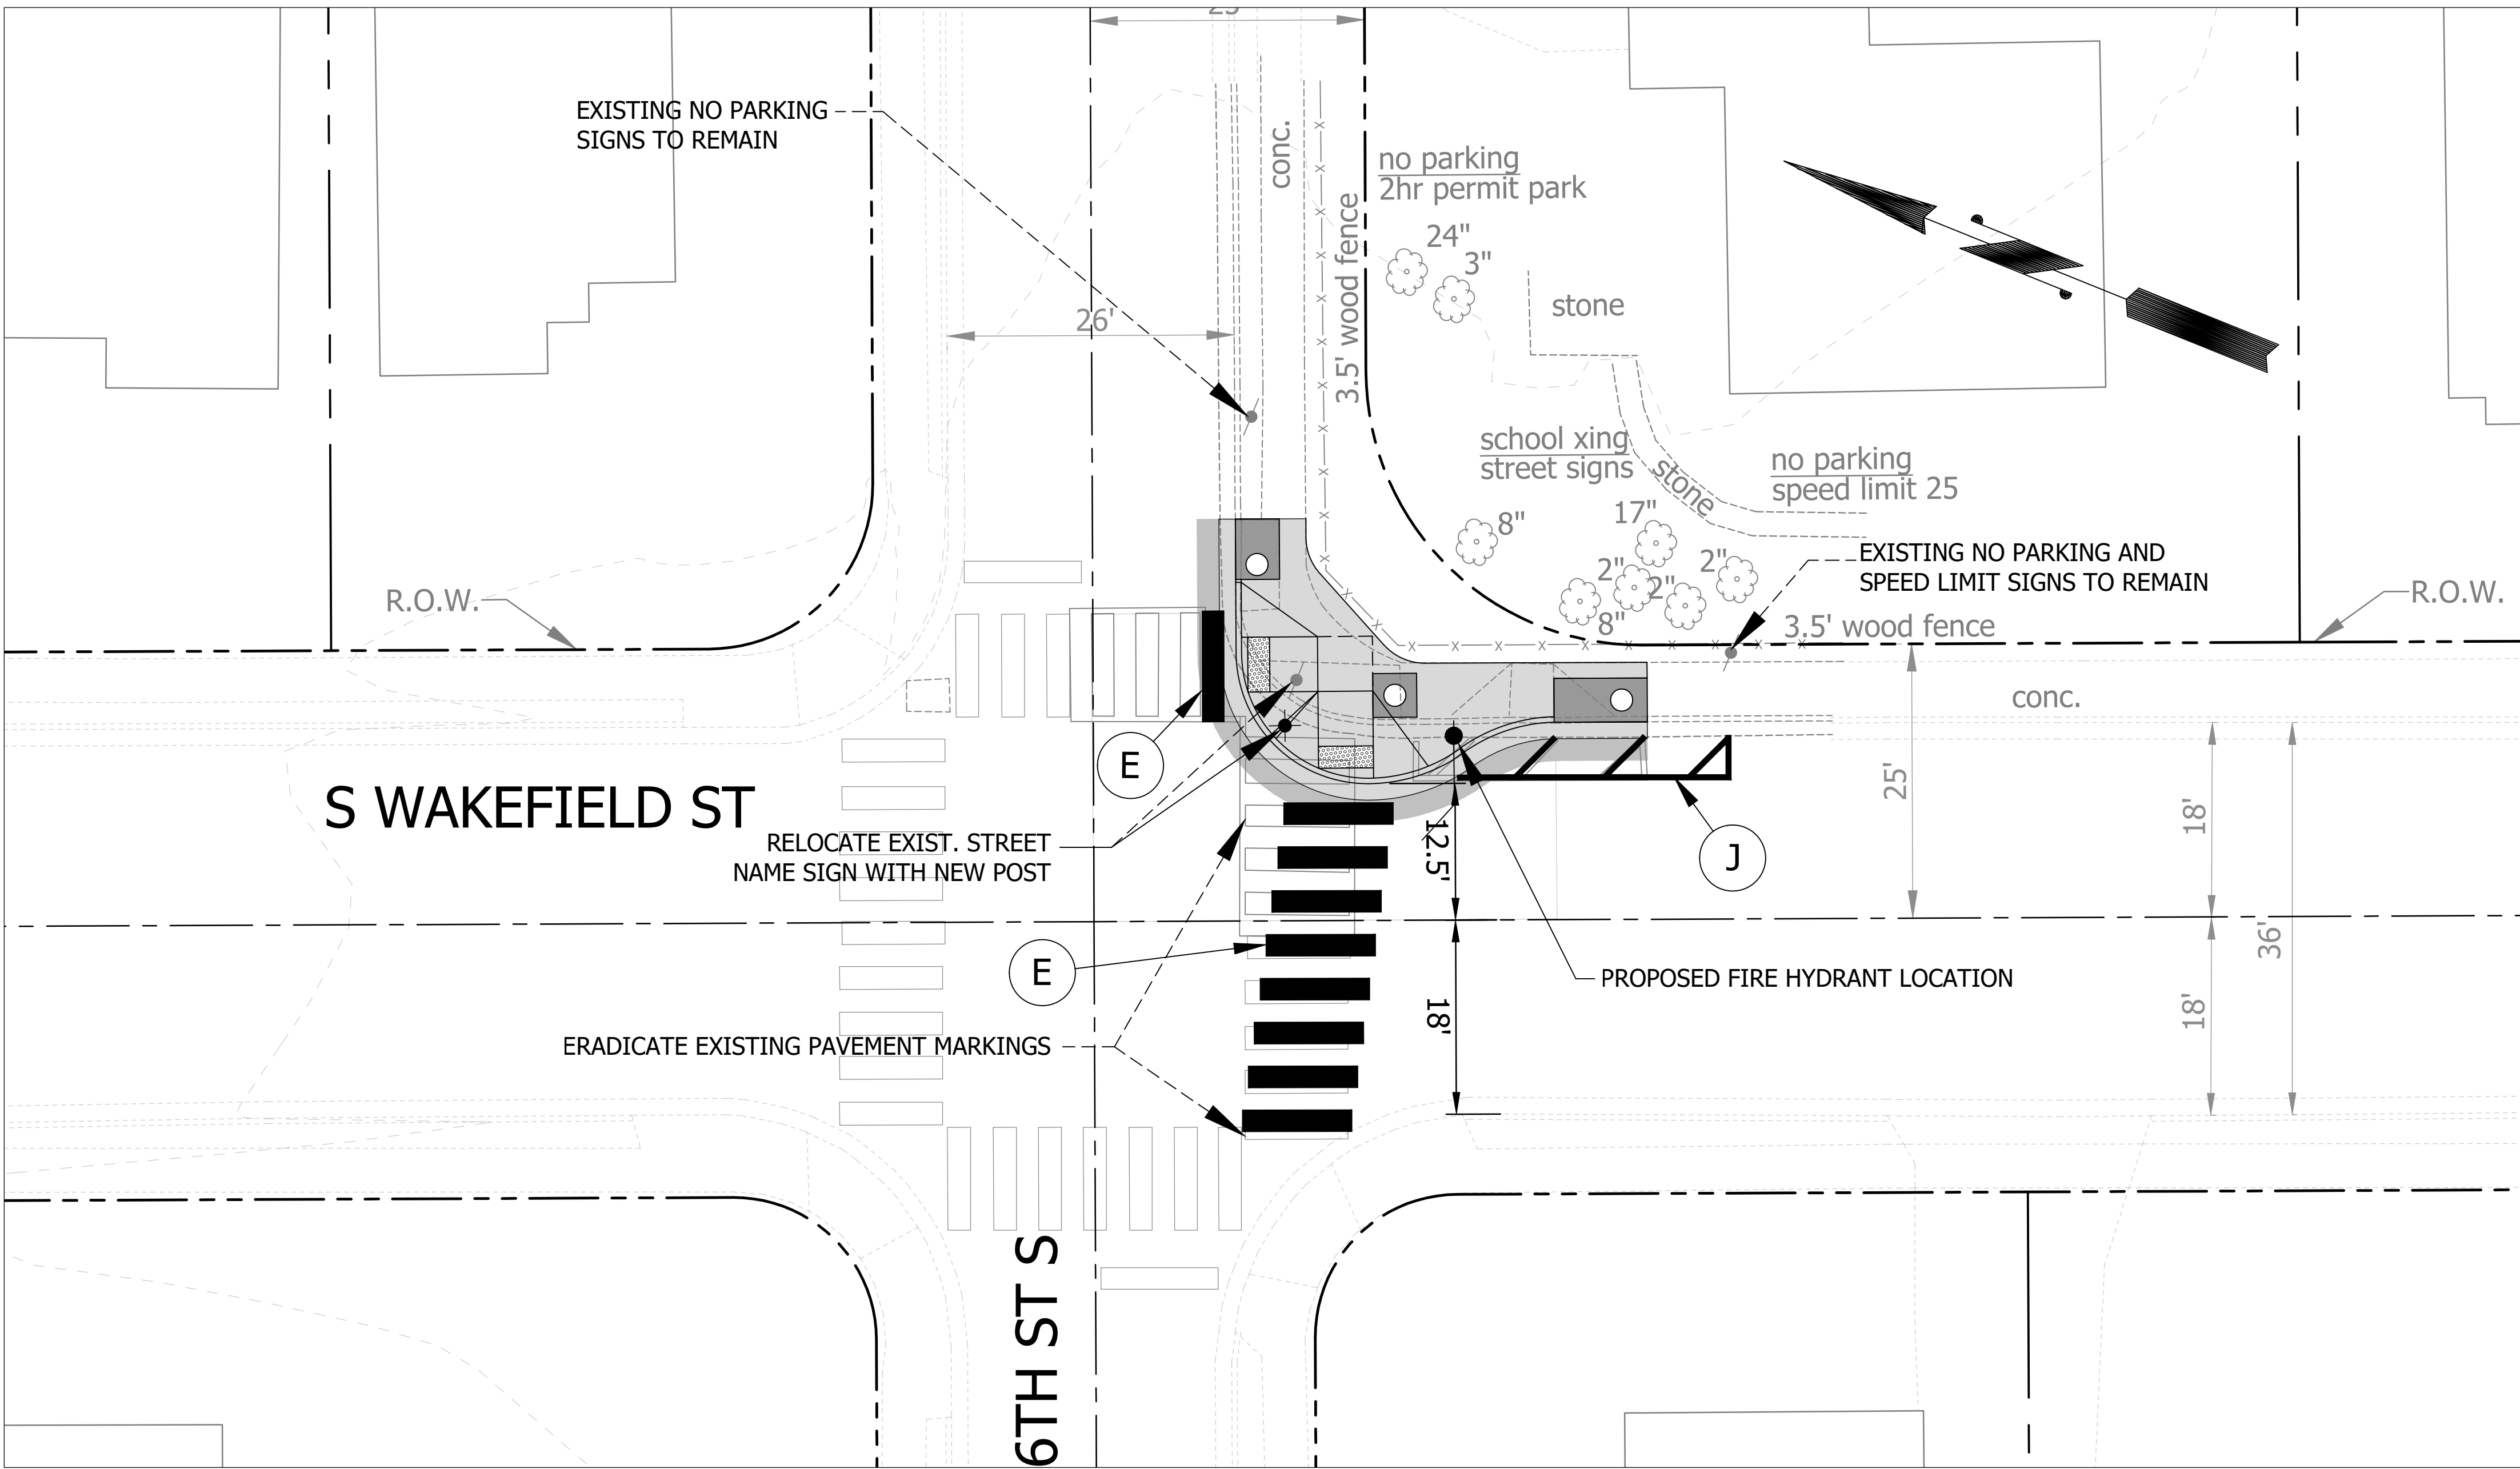 EXISTING NO PARKING
SIGNS TO REMAIN
conc.
no parking
2hr permit park
3.5' wood fence
24"
3"
stone
26'
school xing
street signs
stone
no parking
speed limit 25
8"
17"
2"
2"
2"
8"
EXISTING NO PARKING AND
SPEED LIMIT SIGNS TO REMAIN
R.O.W.
R.O.W.
3.5' wood fence
conc.
E
S WAKEFIELD ST
RELOCATE EXIST. STREET
NAME SIGN WITH NEW POST
12.5'
J
25'
18'
36'
E
PROPOSED FIRE HYDRANT LOCATION
18'
18'
ERADICATE EXISTING PAVEMENT MARKINGS
6TH ST S